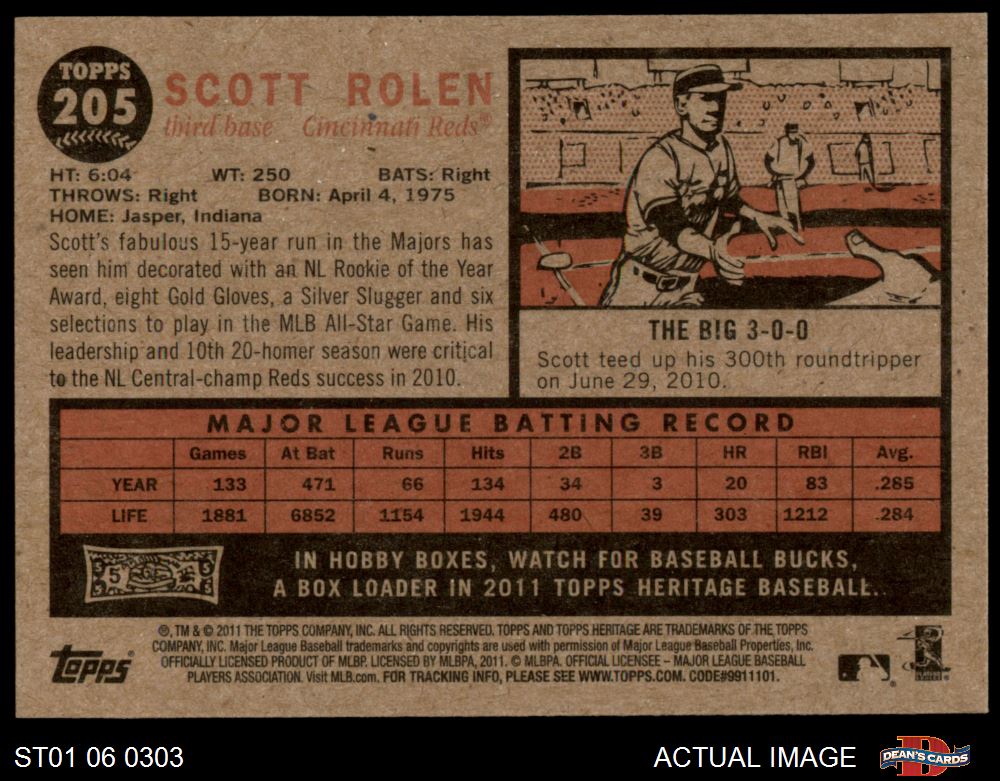 TOPPS
205
SCOTT ROLEN
third base Cincinnati Reds®
HT: 6:04 WT: 250 BATS: Right
THROWS: Right BORN: April 4, 1975
HOME: Jasper, Indiana
Scott's fabulous 15-year run in the Majors has
seen him decorated with an NL Rookie of the Year
Award, eight Gold Gloves, a Silver Slugger and six
selections to play in the MLB All-Star Game. His
leadership and 10th 20-homer season were critical
to the NL Central-champ Reds success in 2010.
THE BIG 3-0-0
Scott teed up his 300th roundtripper
on June 29, 2010.
MAJOR LEAGUE BATTING RECORD
Games At Bat Runs Hits 2B 3B HR RBI Avg.
YEAR 133 471 66 134 34 3 20 83 .285
LIFE 1881 6852 1154 1944 480 39 303 1212 .284
5
IN HOBBY BOXES, WATCH FOR BASEBALL BUCKS,
A BOX LOADER IN 2011 TOPPS HERITAGE BASEBALL.
®, TM & © 2011 THE TOPPS COMPANY, INC. ALL RIGHTS RESERVED. TOPPS AND TOPPS HERITAGE ARE TRADEMARKS OF THE TOPPS
COMPANY, INC. Major League Baseball trademarks and copyrights are used with permission of Major League Baseball Properties, Inc.
OFFICIALLY LICENSED PRODUCT OF MLBP. LICENSED BY MLBPA, 2011. © MLBPA. OFFICIAL LICENSEE – MAJOR LEAGUE BASEBALL
PLAYERS ASSOCIATION. Visit MLB.com. FOR TRACKING INFO, PLEASE SEE WWW.TOPPS.COM. CODE#9911101.
Topps®
ST01 06 0303
ACTUAL IMAGE
DEAN'S CARDS